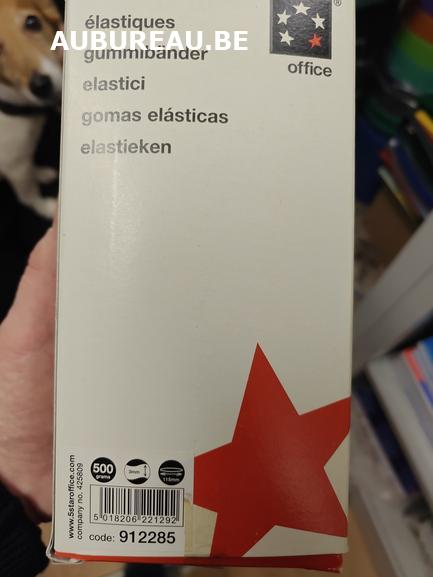 élastiques
AUBUREAU.BE
gummibänder
elastici
gomas elásticas
elastieken
®
office
www.5staroffice.com
company no. 425809
500
grams
3mm
115mm
5 018206 221292
code: 912285